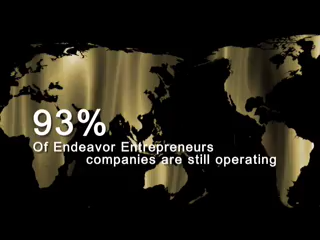 93%
Of Endeavor Entrepreneurs
companies are still operating